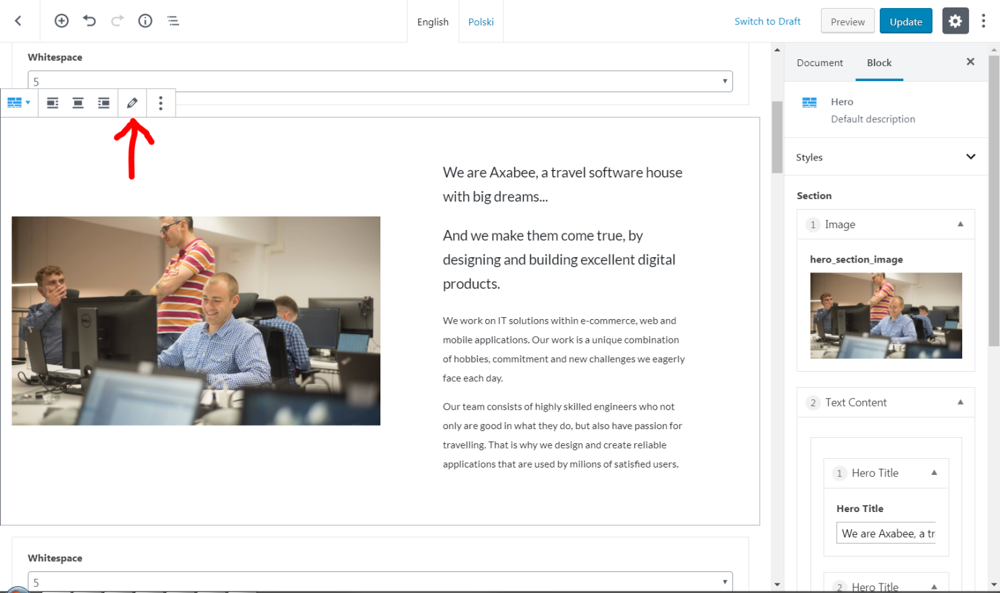 English
Polski
Switch to Draft
Preview
Update
Whitespace
5
Document
Block
Hero
Default description
Styles
Section
1 Image
hero_section_image
2 Text Content
1 Hero Title
Hero Title
We are Axabee, a tr
2 Hero Title
We are Axabee, a travel software house
with big dreams...
And we make them come true, by
designing and building excellent digital
products.
We work on IT solutions within e-commerce, web and
mobile applications. Our work is a unique combination
of hobbies, commitment and new challenges we eagerly
face each day.
Our team consists of highly skilled engineers who not
only are good in what they do, but also have passion for
travelling. That is why we design and create reliable
applications that are used by milions of satisfied users.
Whitespace
5